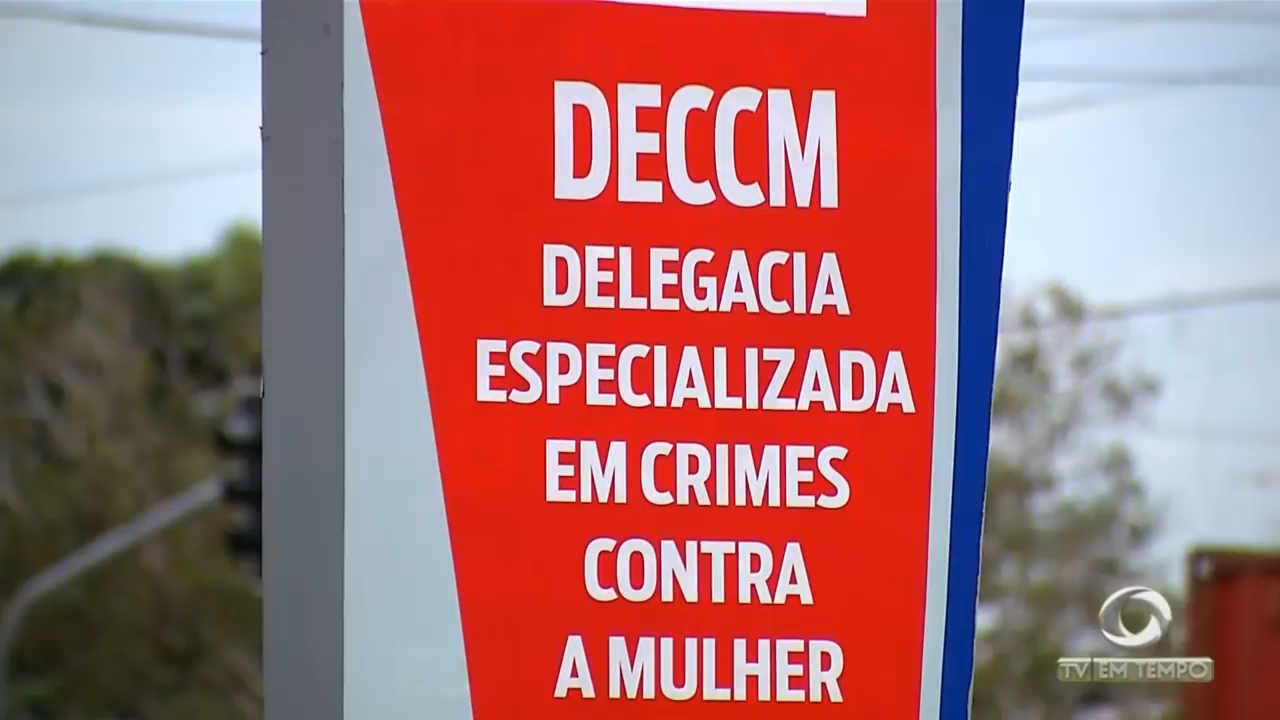 DECCM
DELEGACIA
ESPECIALIZADA
EM CRIMES
CONTRA
A MULHER
TV EM TEMPO